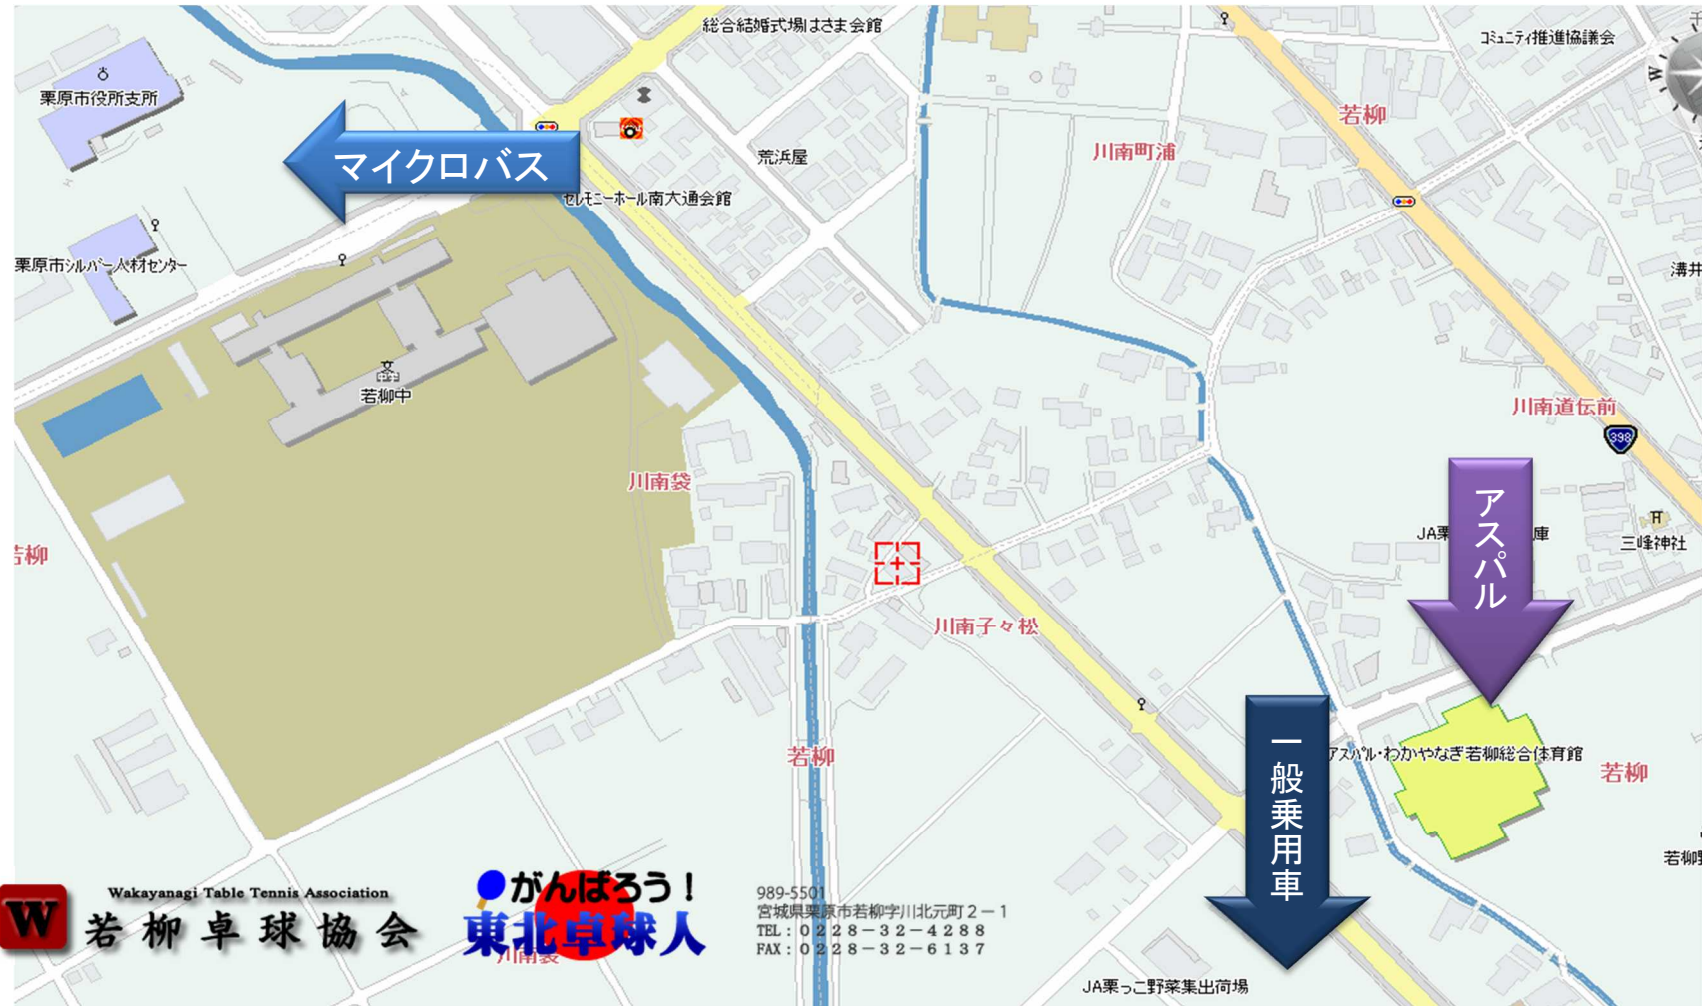 総合結婚式場はさま会館
コミュニティ推進協議会
栗原市役所支所
若柳
荒浜屋
川南町浦
マイクロバス
セレモニーホール南大通会館
W
栗原市シルバー人材センター
溝井
若柳中
川南道伝前
398
川南袋
アスパル
JA栗
庫
三峰神社
若柳
川南子々松
一般乗用車
アスパル・わかやなぎ若柳総合体育館
若柳
若柳
若柳
W
Wakayanagi Table Tennis Association
若柳卓球協会
がんばろう！
東北卓球人
川南袋
989-5501
宮城県栗原市若柳字川北元町２－１
TEL：０２２８－３２－４２８８
FAX：０２２８－３２－６１３７
JA栗っこ野菜集出荷場